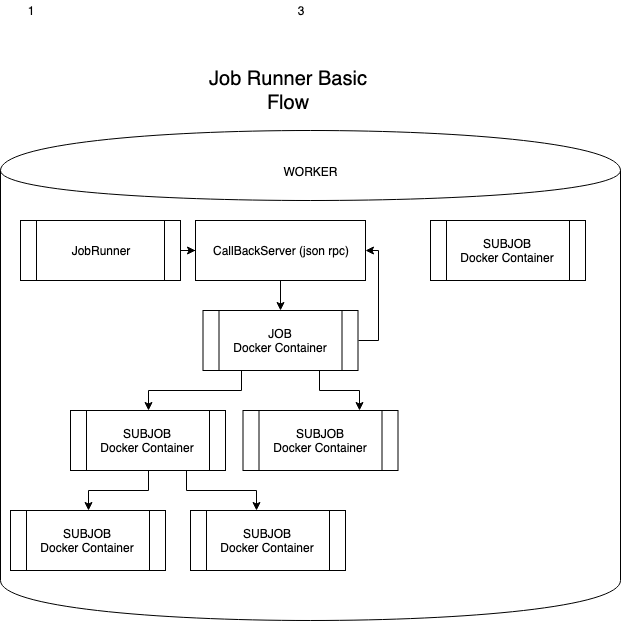 1
3
Job Runner Basic
Flow
WORKER
JobRunner
CallBackServer (json rpc)
SUBJOB
Docker Container
JOB
Docker Container
SUBJOB
Docker Container
SUBJOB
Docker Container
SUBJOB
Docker Container
SUBJOB
Docker Container